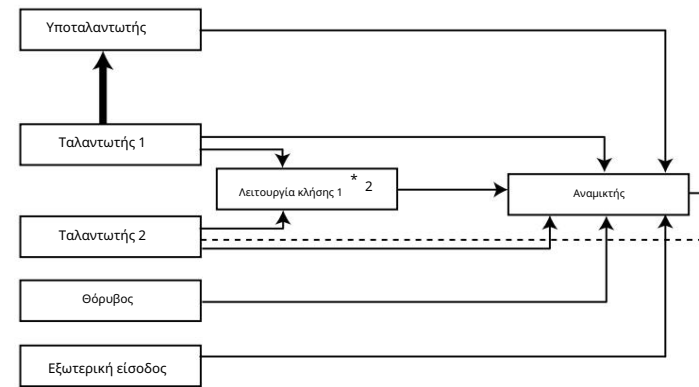 Υποταλαντωτής
Ταλαντωτής 1
Λειτουργία κλήσης 1 * 2
Αναμικτής
Ταλαντωτής 2
Θόρυβος
Εξωτερική είσοδος